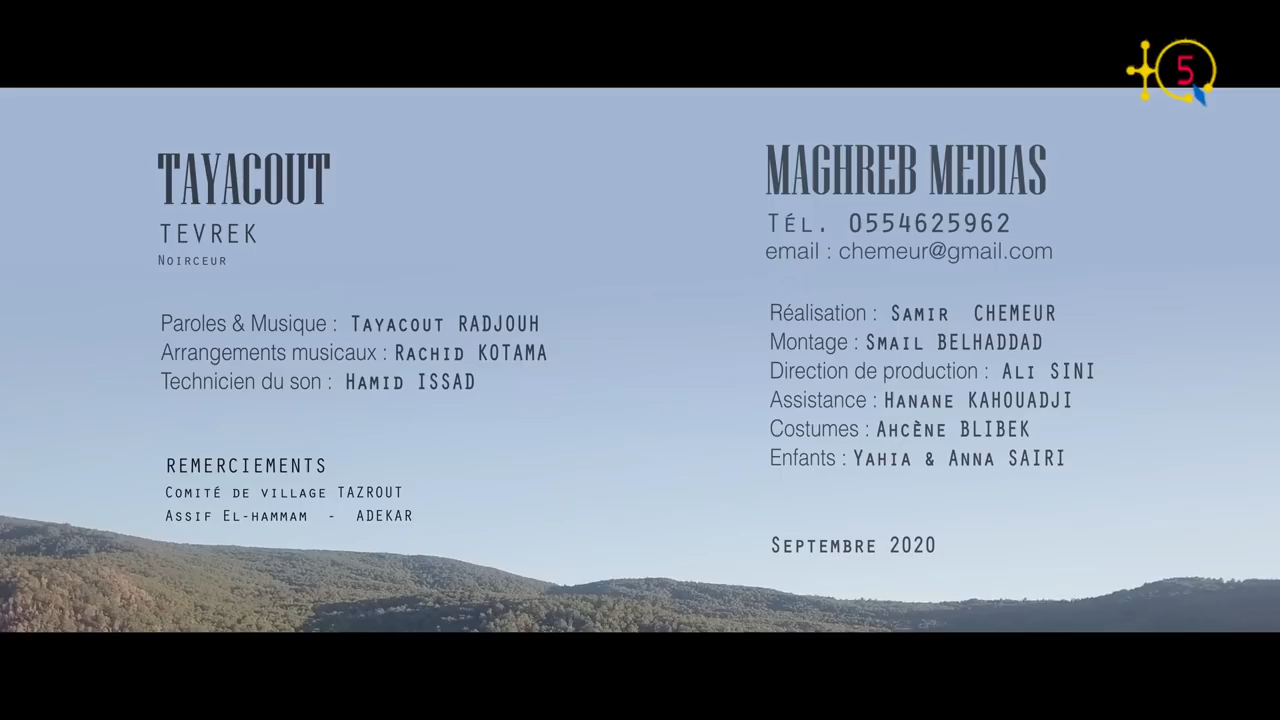 5
TAYACOUT
TEVREK
Noirceur
Paroles & Musique : Tayacout RADJOUH
Arrangements musicaux : Rachid KOTAMA
Technicien du son : Hamid ISSAD
REMERCIEMENTS
Comité de village TAZROUT
Assif El-hammam - ADEKAR
MAGHREB MEDIAS
Tél. 0554625962
email : chemeur@gmail.com
Réalisation : Samir CHEMEUR
Montage : Smail BELHADDAD
Direction de production : Ali SINI
Assistance : Hanane KAHOUADJI
Costumes : Ahcène BLIBEK
Enfants : Yahia & Anna SAIRI
Septembre 2020